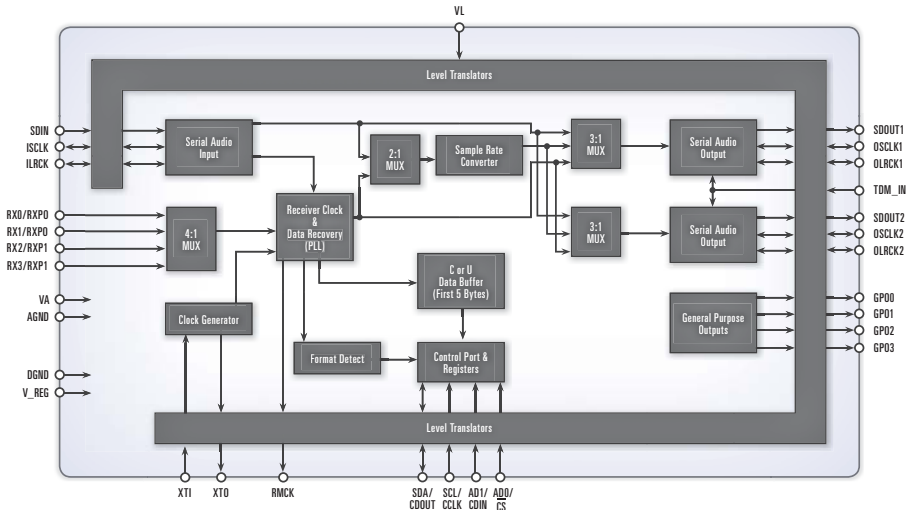 VL
Level Translators
SDIN
ISCLK
ILRCK
Serial Audio
Input
2:1
MUX
Sample Rate
Converter
3:1
MUX
Serial Audio
Output
SDOUT1
OSCLK1
OLRCK1
TDM_IN
RX0/RXP0
RX1/RXP0
RX2/RXP1
RX3/RXP1
4:1
MUX
Receiver Clock
&
Data Recovery
(PLL)
3:1
MUX
Serial Audio
Output
SDOUT2
OSCLK2
OLRCK2
C or U
Data Buffer
(First 5 Bytes)
VA
AGND
Clock Generator
General Purpose
Outputs
GPO0
GPO1
GPO2
GPO3
Format Detect
Control Port &
Registers
DGND
V_REG
Level Translators
XTI
XTO
RMCK
SDA/
CDOUT
SCL/
CCLK
AD1/
CDIN
AD0/
CS